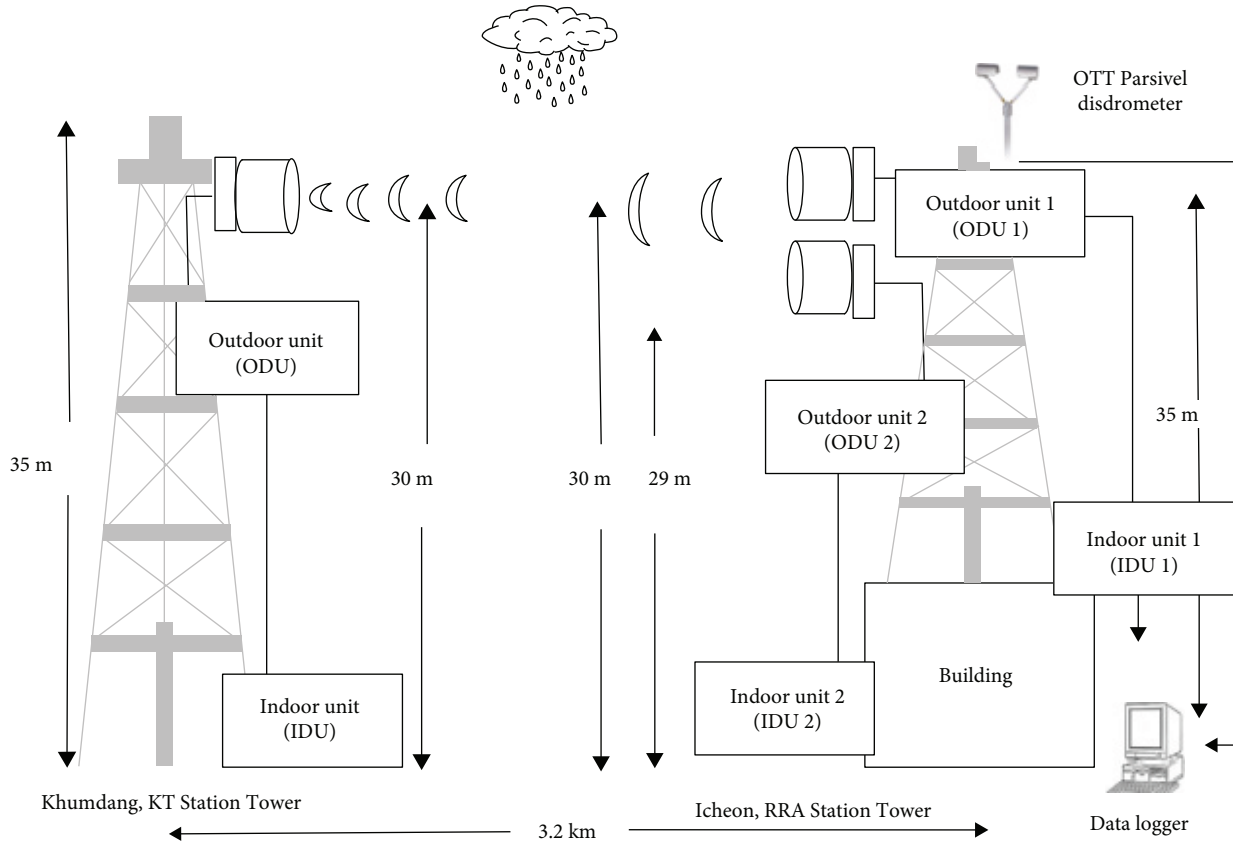 OTT Parsivel
disdrometer
Outdoor unit 1
(ODU 1)
Outdoor unit
(ODU)
Outdoor unit 2
(ODU 2)
35 m
35 m
30 m
30 m
29 m
Indoor unit 1
(IDU 1)
Indoor unit
(IDU)
Indoor unit 2
(IDU 2)
Building
Khumdang, KT Station Tower
Icheon, RRA Station Tower
Data logger
3.2 km